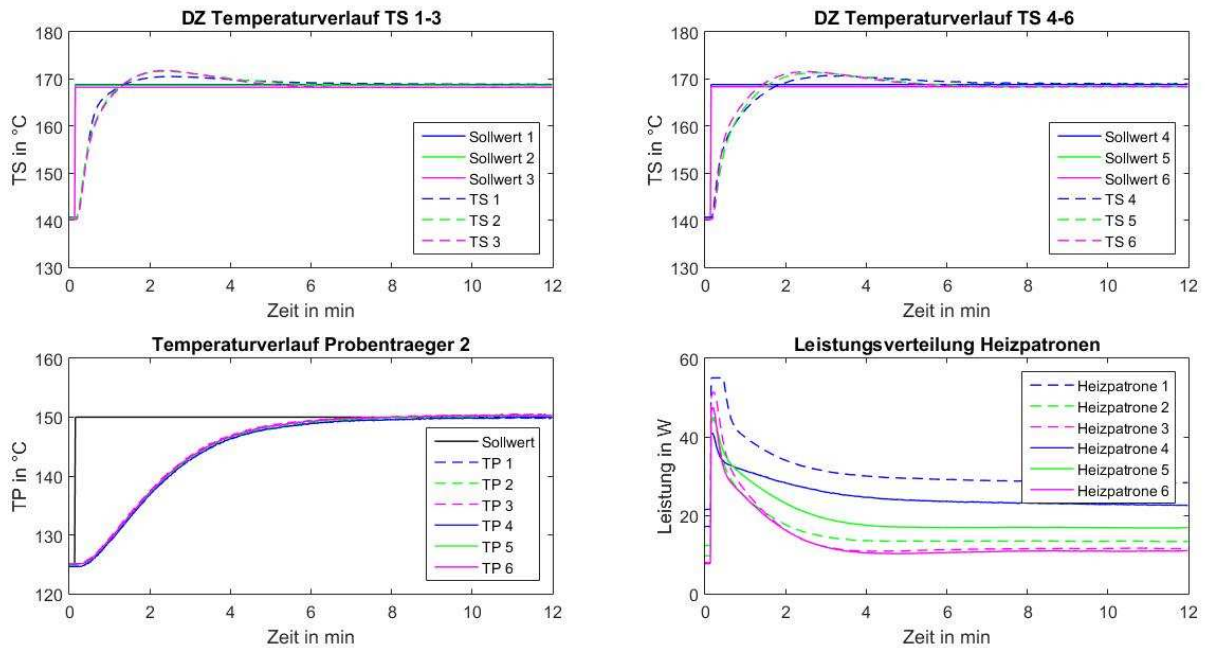 DZ Temperaturverlauf TS 1-3
180
170
160
150
140
130
TS in °C
0 2 4 6 8 10 12
Zeit in min
Sollwert 1
Sollwert 2
Sollwert 3
TS 1
TS 2
TS 3
DZ Temperaturverlauf TS 4-6
180
170
160
150
140
130
TS in °C
0 2 4 6 8 10 12
Zeit in min
Sollwert 4
Sollwert 5
Sollwert 6
TS 4
TS 5
TS 6
Temperaturverlauf Probentraeger 2
160
150
140
130
120
TP in °C
0 2 4 6 8 10 12
Zeit in min
Sollwert
TP 1
TP 2
TP 3
TP 4
TP 5
TP 6
Leistungsverteilung Heizpatronen
60
40
20
0
Leistung in W
0 2 4 6 8 10 12
Zeit in min
Heizpatrone 1
Heizpatrone 2
Heizpatrone 3
Heizpatrone 4
Heizpatrone 5
Heizpatrone 6